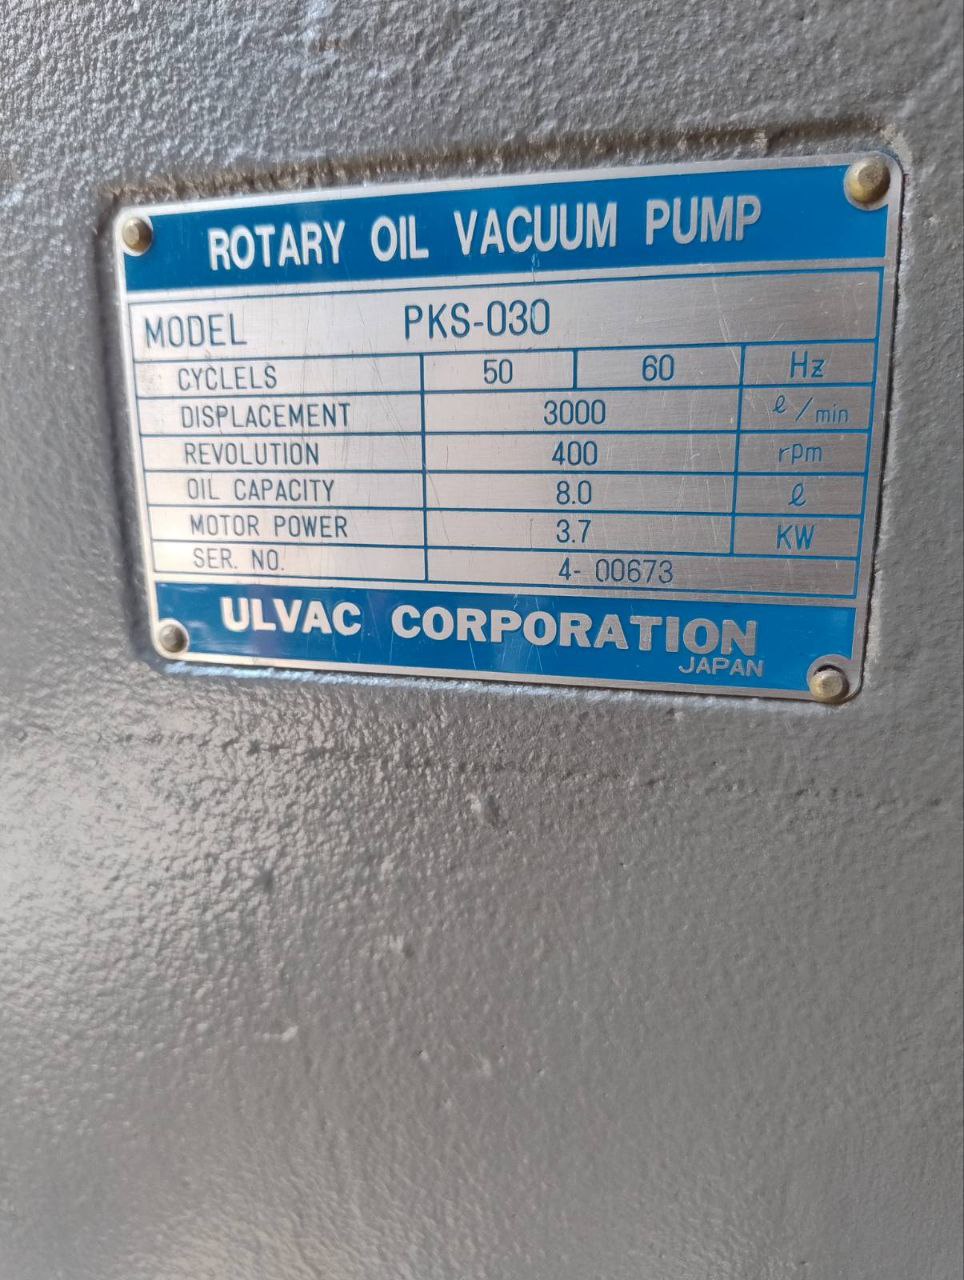 ROTARY OIL VACUUM PUMP
MODEL PKS-030
CYCLELS 50 60 Hz
DISPLACEMENT 3000 ℓ/min
REVOLUTION 400 rpm
OIL CAPACITY 8.0 ℓ
MOTOR POWER 3.7 KW
SER. NO. 4- 00673
ULVAC CORPORATION
JAPAN